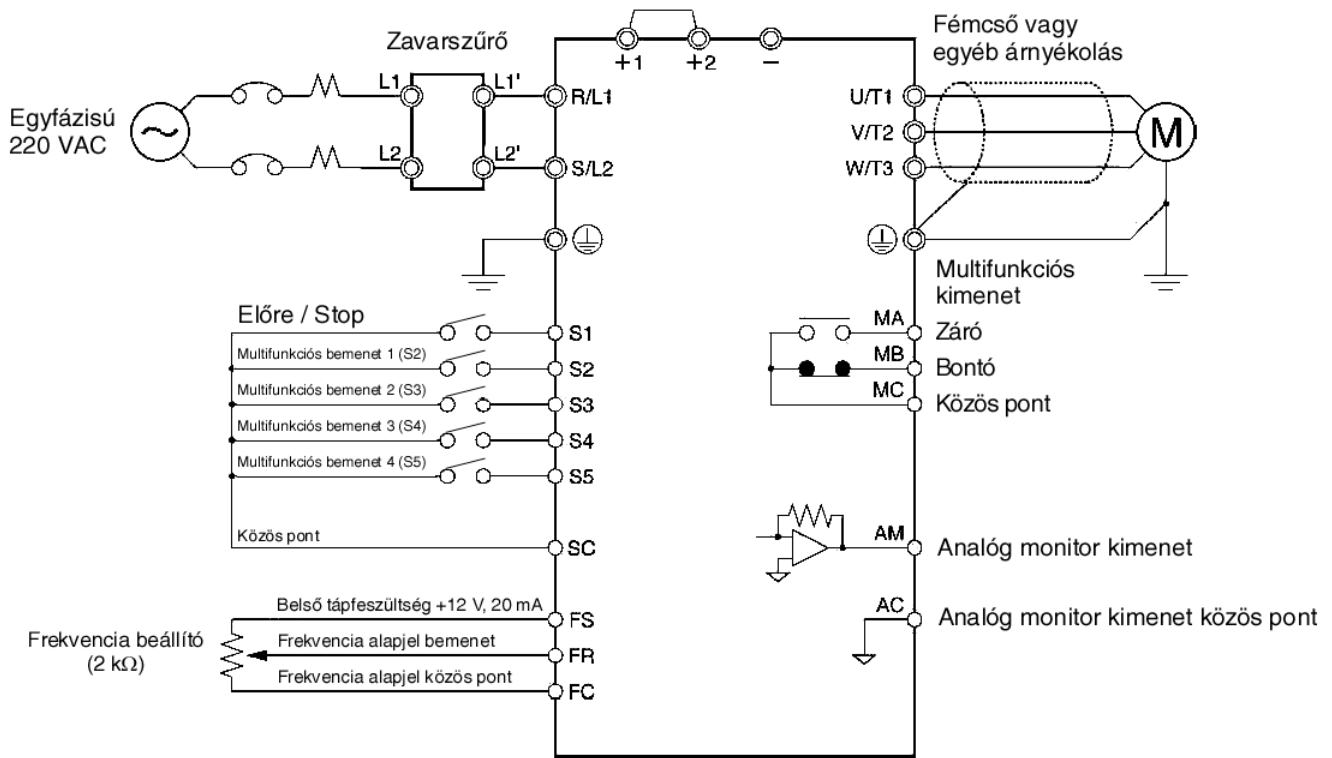 Zavarszűrő
+1
+2
−
Fémcső vagy
egyéb árnyékolás
Egyfázisú
220 VAC
L1
L1'
R/L1
L2
L2'
S/L2
U/T1
V/T2
W/T3
M
Multifunkciós
kimenet
Előre / Stop
S1
Multifunkciós bemenet 1 (S2)
S2
Multifunkciós bemenet 2 (S3)
S3
Multifunkciós bemenet 3 (S4)
S4
Multifunkciós bemenet 4 (S5)
S5
Közös pont
SC
MA
Záró
MB
Bontó
MC
Közös pont
AM
Analóg monitor kimenet
AC
Analóg monitor kimenet közös pont
Frekvencia beállító
(2 kΩ)
Belső tápfeszültség +12 V, 20 mA
FS
Frekvencia alapjel bemenet
FR
Frekvencia alapjel közös pont
FC